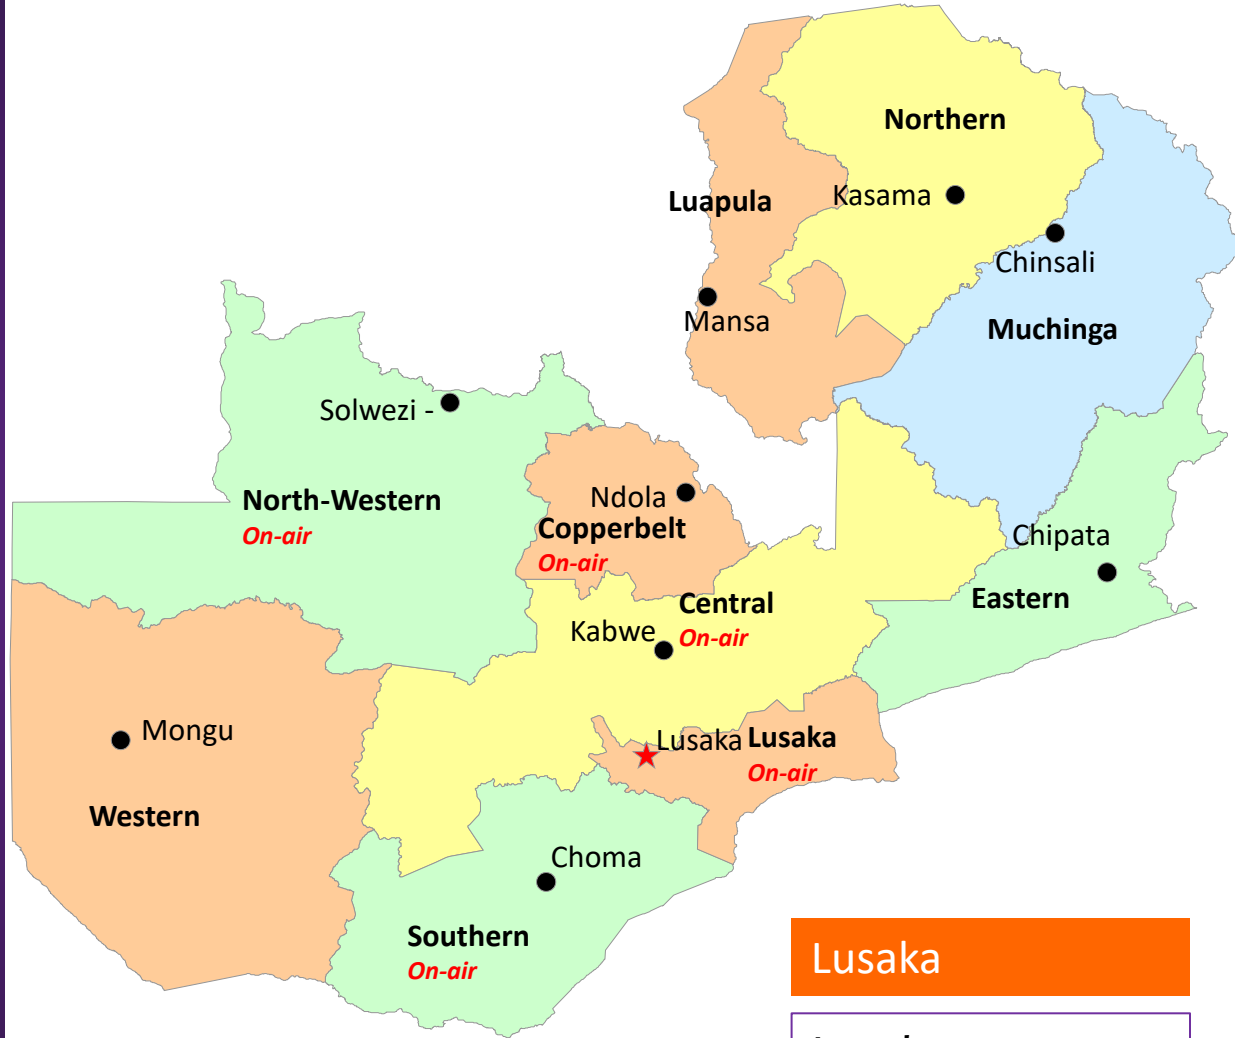 Northern
Kasama
Luapula
Chinsali
Mansa
Muchinga
Solwezi -
North-Western
On-air
Ndola
Copperbelt
On-air
Chipata
Eastern
Central
Kabwe
On-air
Mongu
Lusaka
Lusaka
On-air
Western
Choma
Southern
On-air
Lusaka